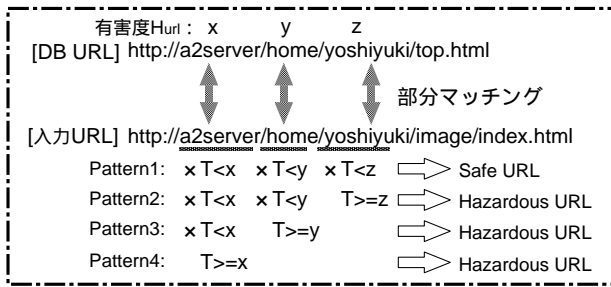 有害度Hurl： x y z
[DB URL] http://a2server/home/yoshiyuki/top.html
部分マッチング
[入力URL] http://a2server/home/yoshiyuki/image/index.html
Pattern1: ×T<x ×T<y ×T<z Safe URL
Pattern2: ×T<x ×T<y T>=z Hazardous URL
Pattern3: ×T<x T>=y Hazardous URL
Pattern4: T>=x Hazardous URL